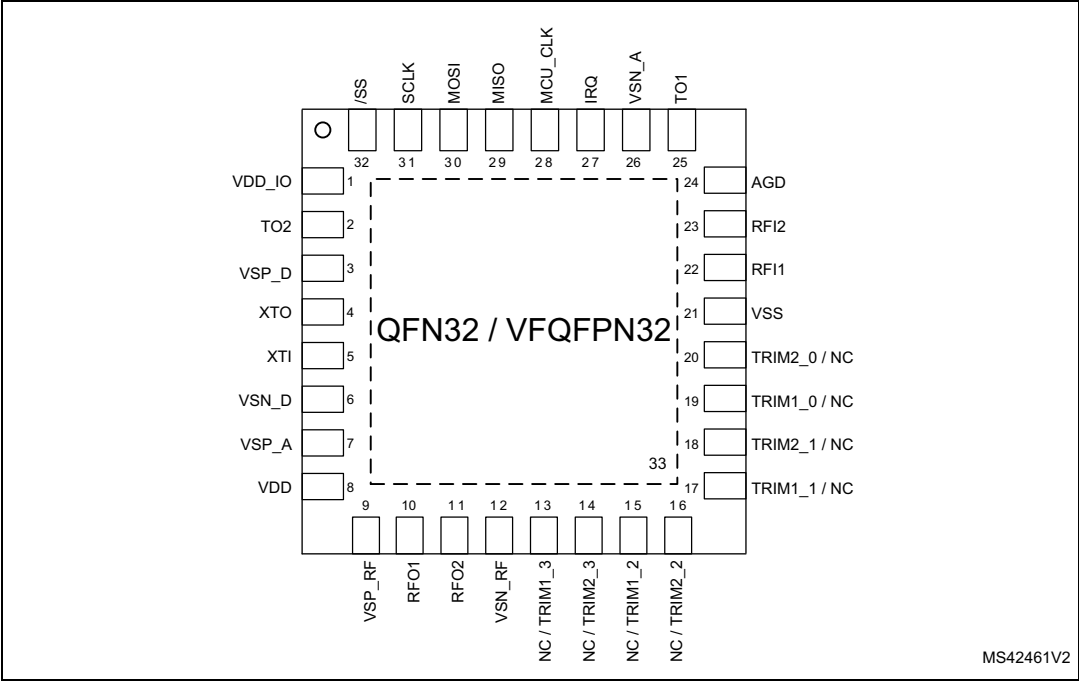 /SS
SCLK
MOSI
MISO
MCU_CLK
IRQ
VSN_A
TO1
32 31 30 29 28 27 26 25
VDD_IO 1
TO2 2
VSP_D 3
XTO 4
XTI 5
VSN_D 6
VSP_A 7
VDD 8
QFN32 / VFQFPN32
33
24 AGD
23 RFI2
22 RFI1
21 VSS
20 TRIM2_0 / NC
19 TRIM1_0 / NC
18 TRIM2_1 / NC
17 TRIM1_1 / NC
9 10 11 12 13 14 15 16
VSP_RF
RFO1
RFO2
VSN_RF
NC / TRIM1_3
NC / TRIM2_3
NC / TRIM1_2
NC / TRIM2_2
MS42461V2